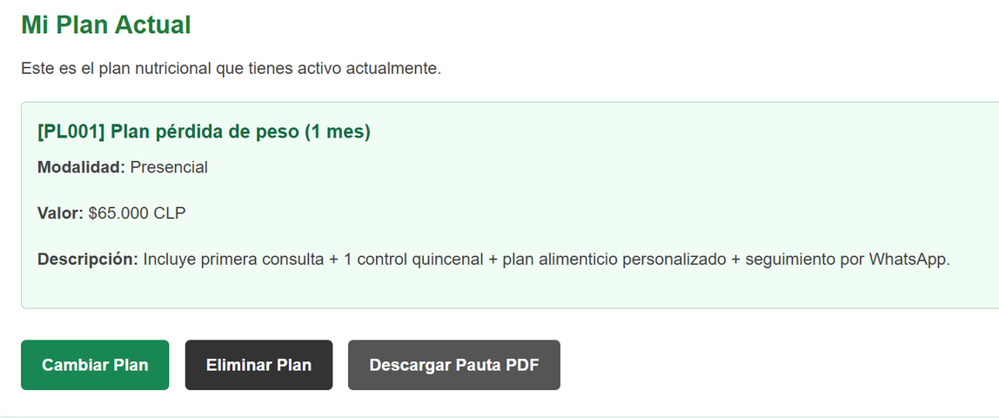 Mi Plan Actual
Este es el plan nutricional que tienes activo actualmente.
[PL001] Plan pérdida de peso (1 mes)
Modalidad: Presencial
Valor: $65.000 CLP
Descripción: Incluye primera consulta + 1 control quincenal + plan alimenticio personalizado + seguimiento por WhatsApp.
Cambiar Plan
Eliminar Plan
Descargar Pauta PDF